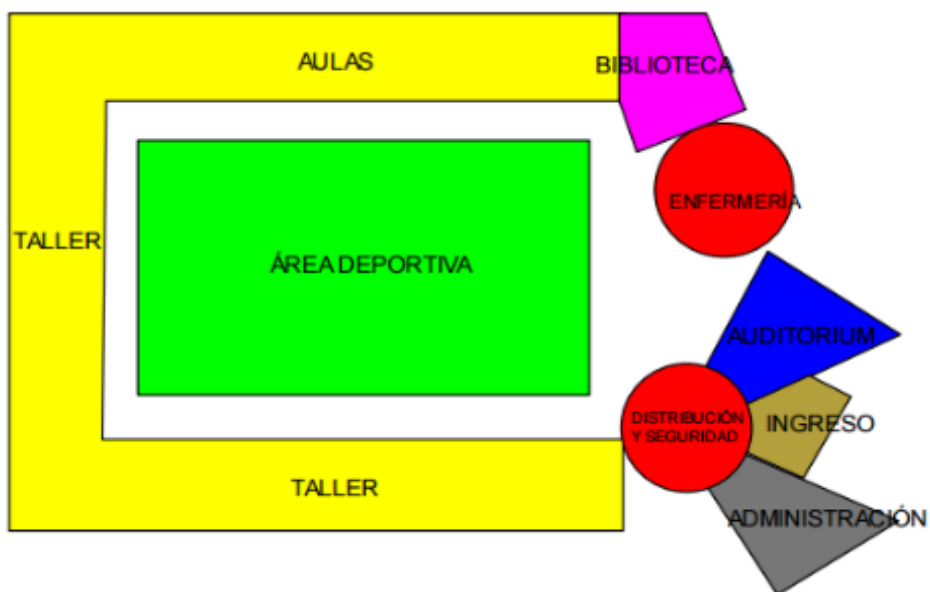 AULAS
BIBLIOTECA
ENFERMERÍA
TALLER
ÁREA DEPORTIVA
AUDITORIUM
DISTRIBUCIÓN
Y SEGURIDAD
INGRESO
TALLER
ADMINISTRACIÓN